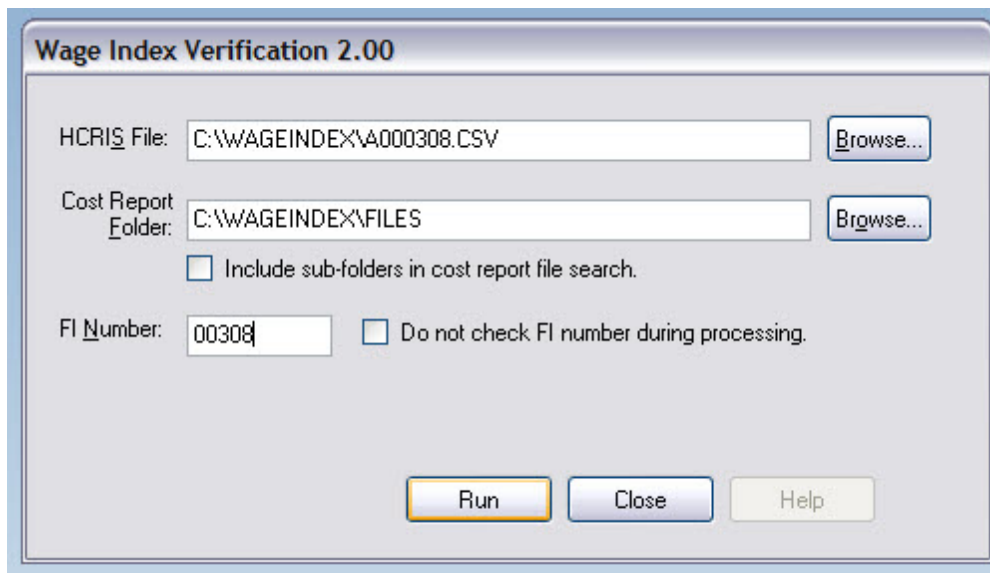 Wage Index Verification 2.00
HCRIS File: C:\WAGEINDEX\A000308.CSV Browse...
Cost Report
Folder: C:\WAGEINDEX\FILES Browse...
Include sub-folders in cost report file search.
FI Number: 00308 Do not check FI number during processing.
Run Close Help